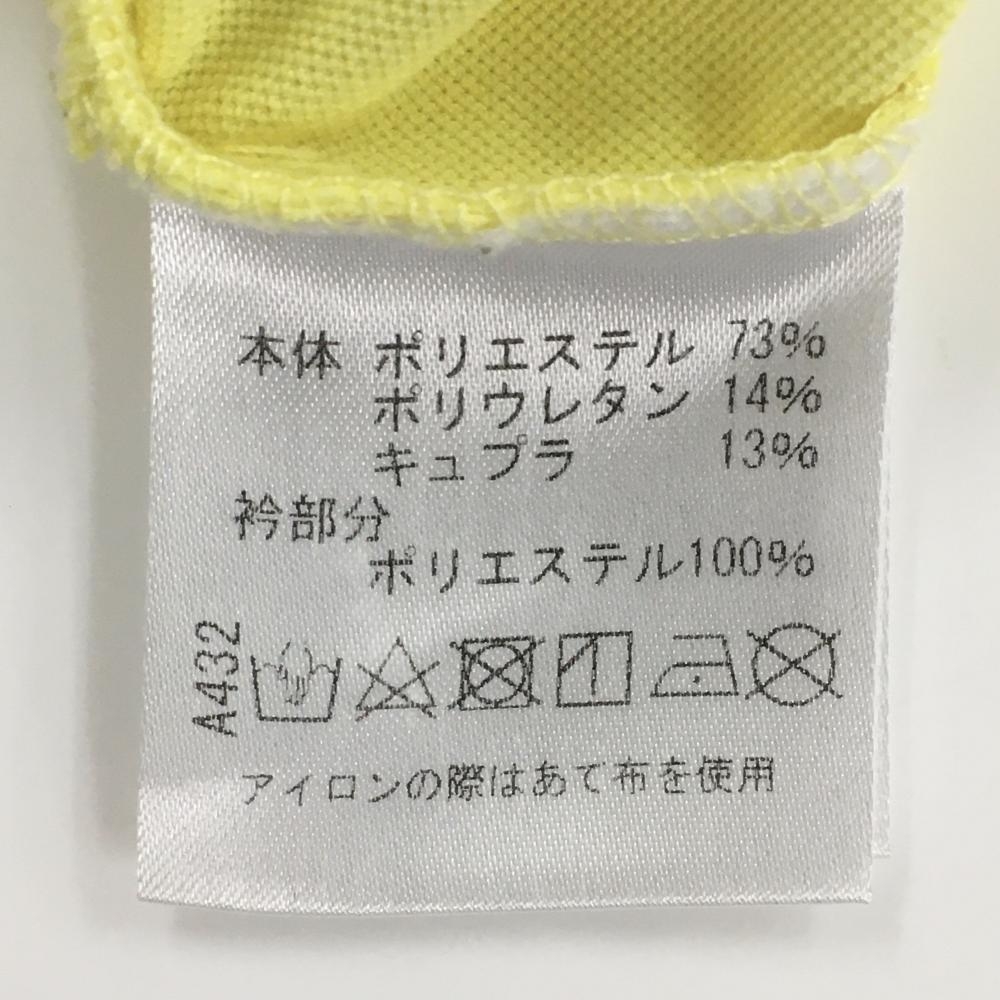 本体 ポリエステル 73%
ポリウレタン 14%
キュプラ 13%
衿部分
ポリエステル100%
A432
アイロンの際はあて布を使用